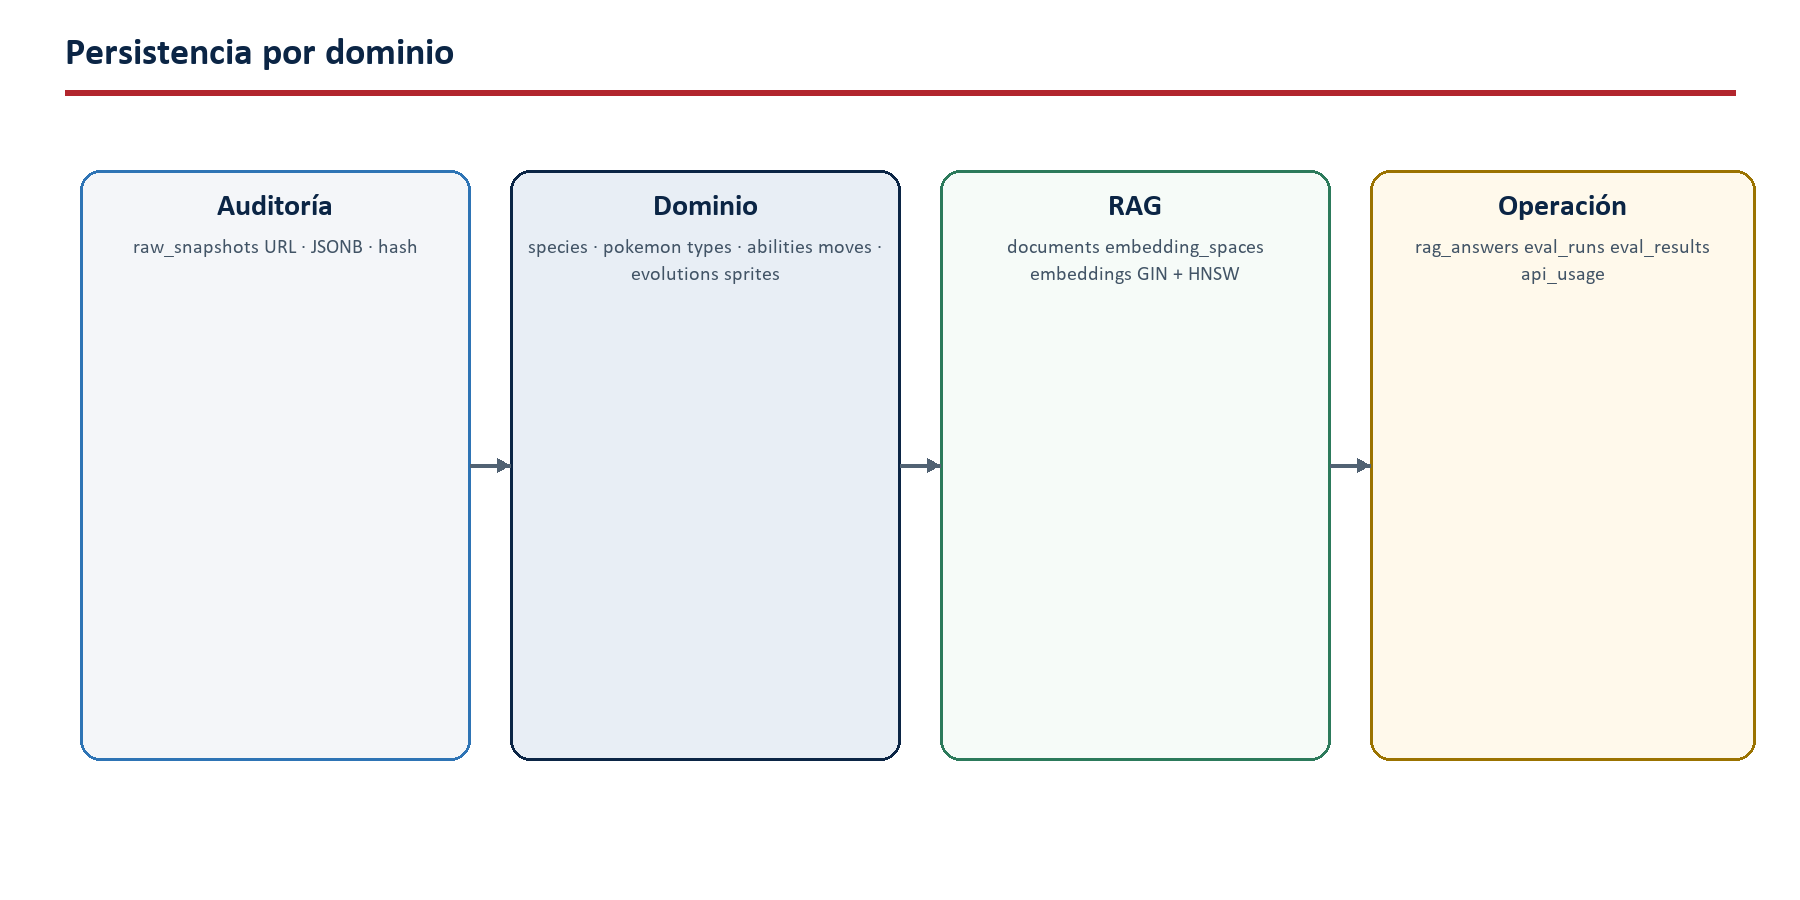 Persistencia por dominio
Auditoría
raw_snapshots URL · JSONB · hash
Dominio
species · pokemon types · abilities moves ·
evolutions sprites
RAG
documents embedding_spaces
embeddings GIN + HNSW
Operación
rag_answers eval_runs eval_results
api_usage